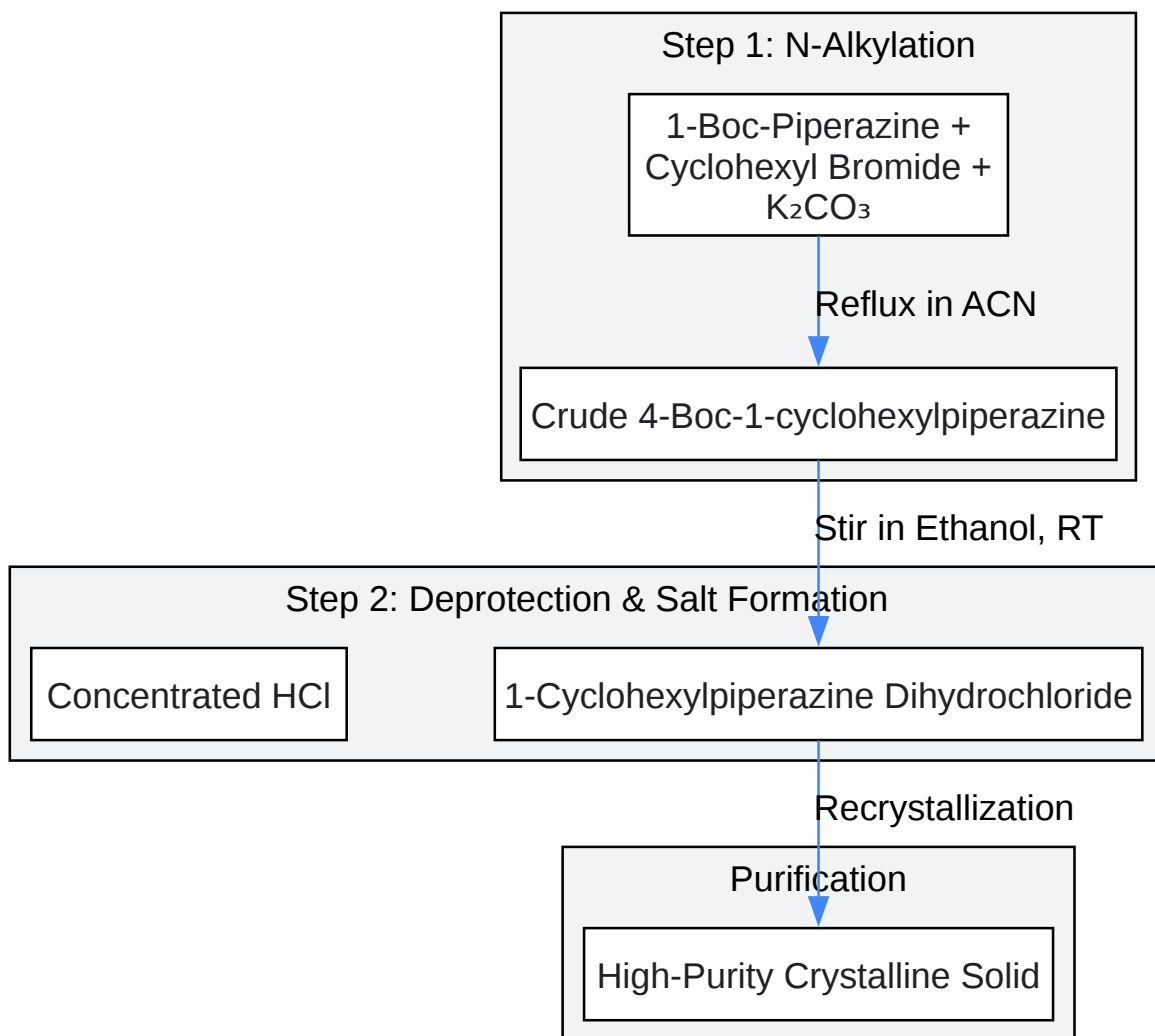 Step 1: N-Alkylation
1-Boc-Piperazine +
Cyclohexyl Bromide +
K₂CO₃
Reflux in ACN
Crude 4-Boc-1-cyclohexylpiperazine
Stir in Ethanol, RT
Step 2: Deprotection & Salt Formation
Concentrated HCl
1-Cyclohexylpiperazine Dihydrochloride
Recrystallization
Purification
High-Purity Crystalline Solid